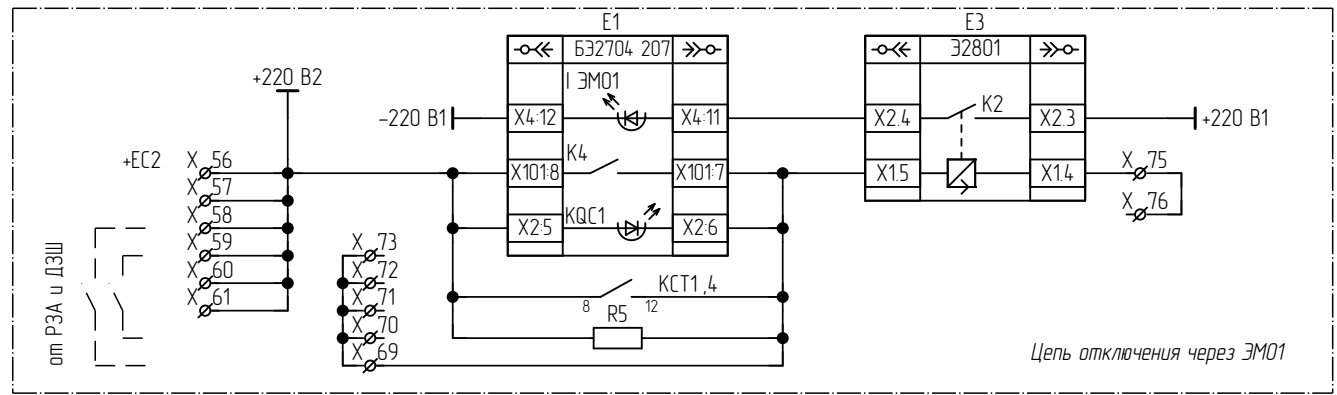 E1
E3
БЭ2704 207
Э2801
I ЭМО1
+220 В2
-220 В1
X4:12
X4:11
X2.4
K2
X2.3
+220 В1
+EC2
X 56
K4
X101:8
X101:7
X1.5
X1.4
X 75
X 57
X 76
X 58
KQC1
X2:5
X2:6
X 59
X 73
X 60
X 72
KCT1,4
X 61
X 71
8
12
R5
X 70
X 69
от РЗА и ДЗШ
Цепь отключения через ЭМО1